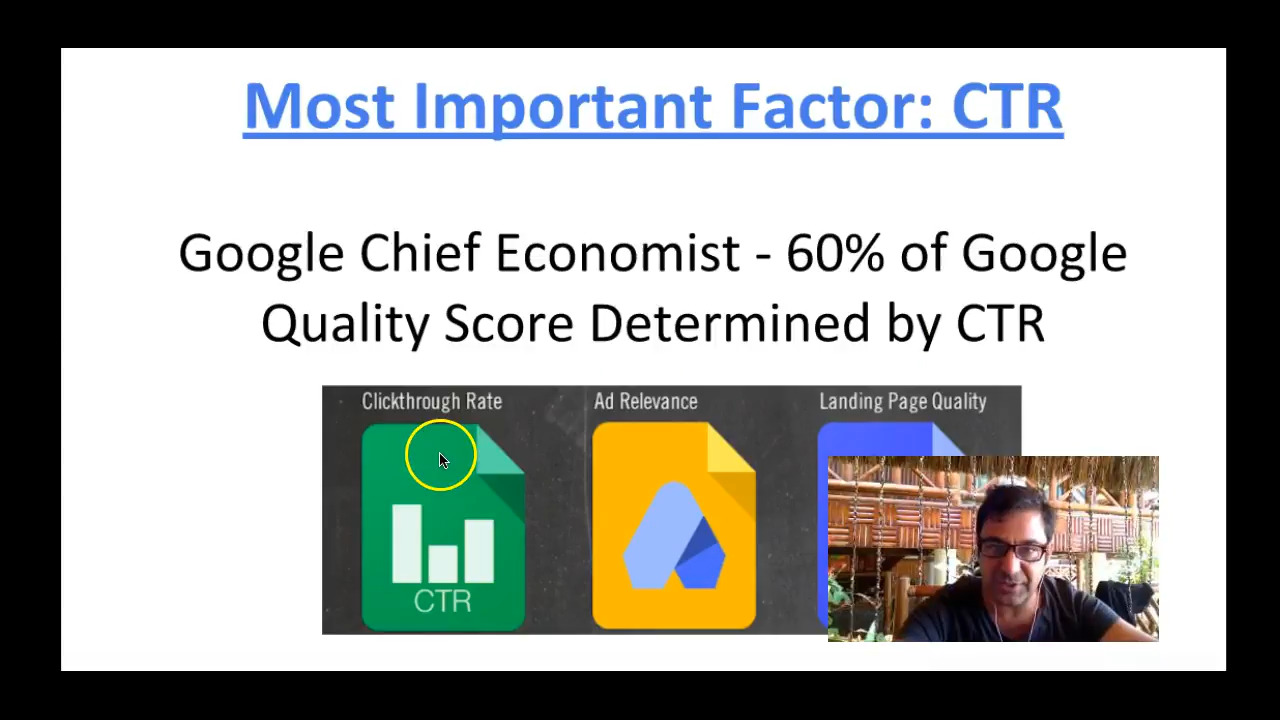 Most Important Factor: CTR
Google Chief Economist - 60% of Google
Quality Score Determined by CTR
Clickthrough Rate
Ad Relevance
Landing Page Quality
CTR